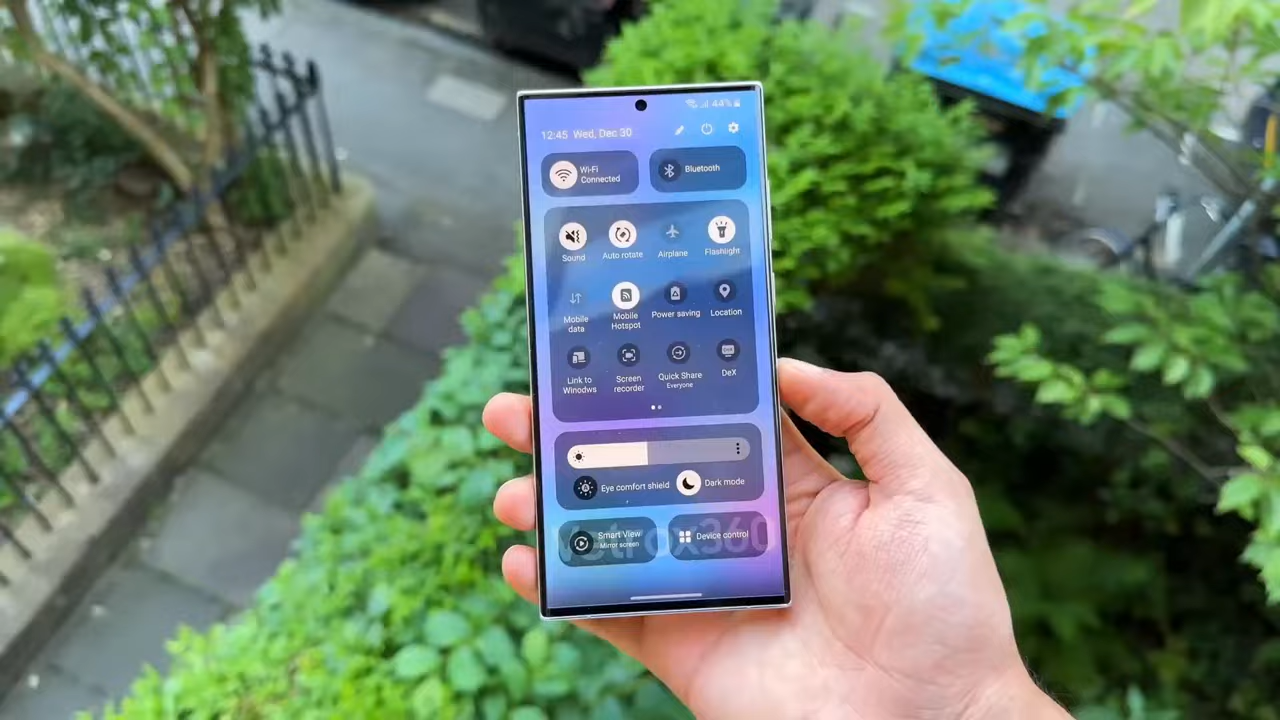 44%
12:45 Wed, Dec 30
Wi-Fi
Connected
Bluetooth
Sound
Auto rotate
Airplane
Flashlight
Mobile
data
Mobile
Hotspot
Power saving
Location
Link to
Winodws
Screen
recorder
Quick Share
Everyone
DeX
Eye comfort shield
Dark mode
Smart View
Mirror screen
Device control